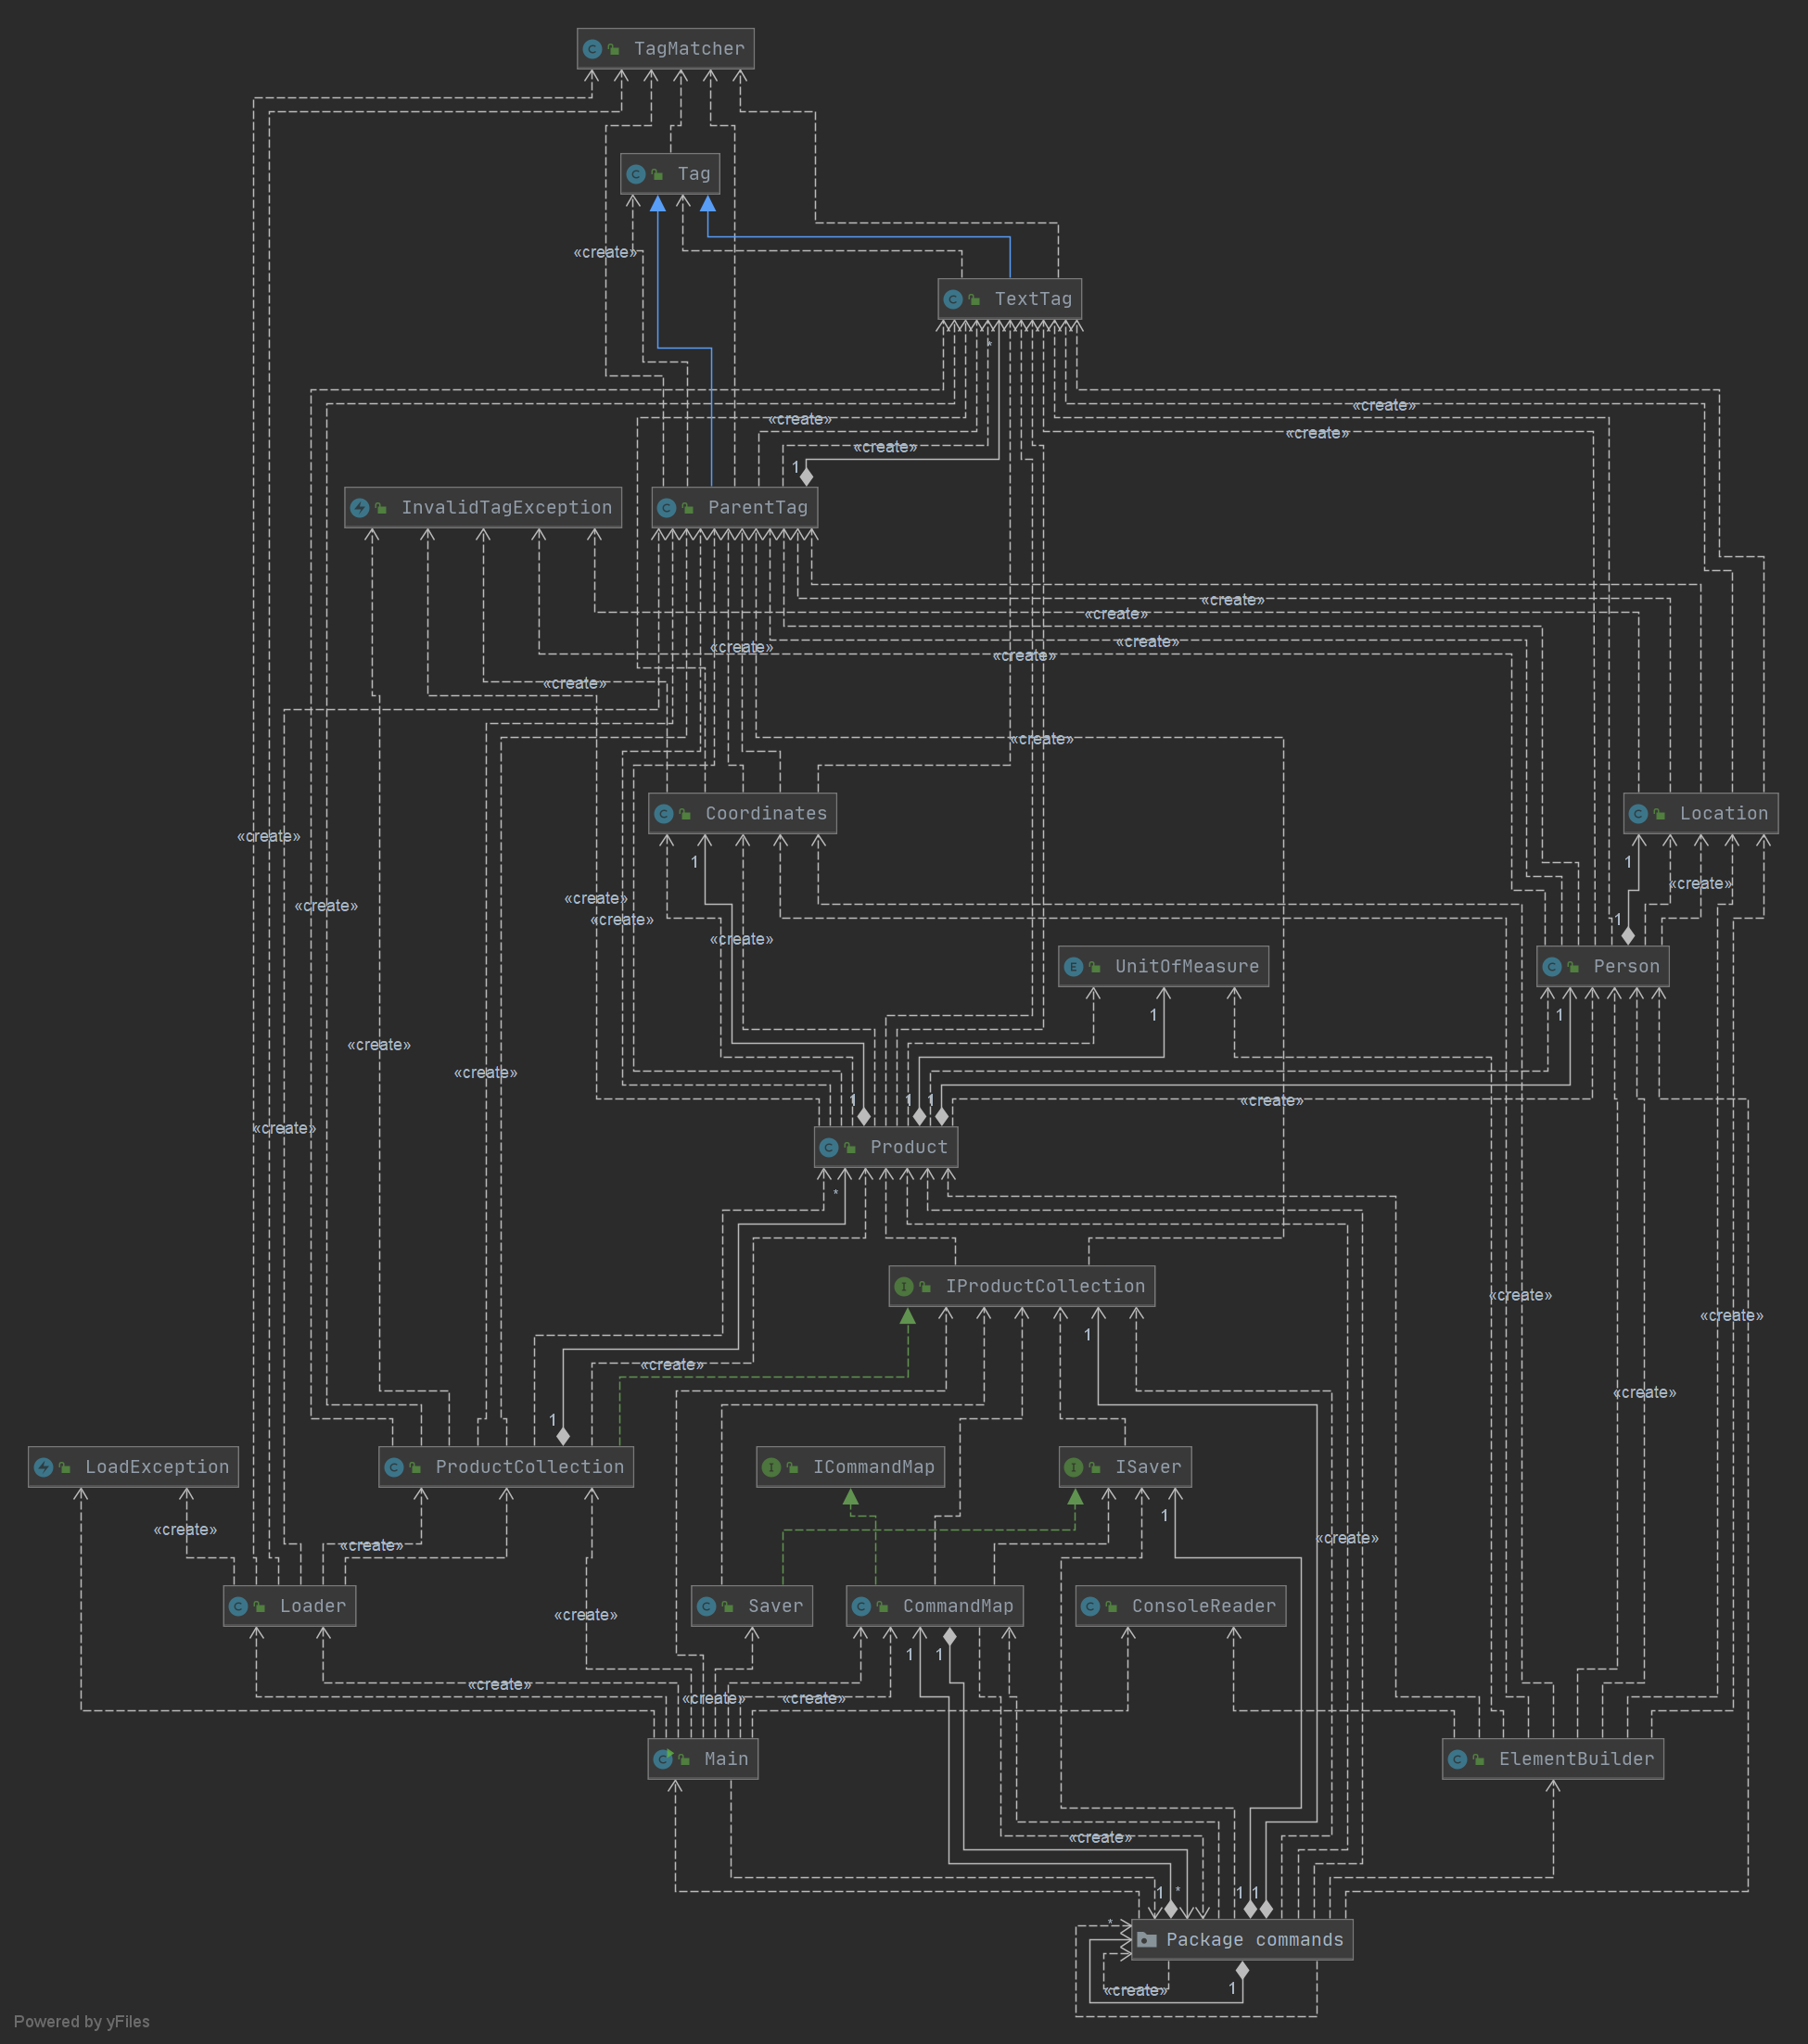 TagMatcher
Tag
«create»
TextTag
*
«create»
«create»
«create»
«create»
1
InvalidTagException
ParentTag
«create»
«create»
«create»
«create»
«create»
«create»
«create»
Coordinates
Location
«create»
1
1
«create»
«create»
«create»
«create»
1
«create»
UnitOfMeasure
Person
1
1
«create»
«create»
1
1
1
«create»
«create»
Product
*
IProductCollection
«create»
«create»
1
«create»
«create»
1
LoadException
ProductCollection
ICommandMap
ISaver
1
«create»
«create»
«create»
Loader
Saver
CommandMap
ConsoleReader
«create»
1
1
«create»
«create»
«create»
Main
ElementBuilder
«create»
1
*
1
1
*
Package commands
«create»
1
Powered by yFiles